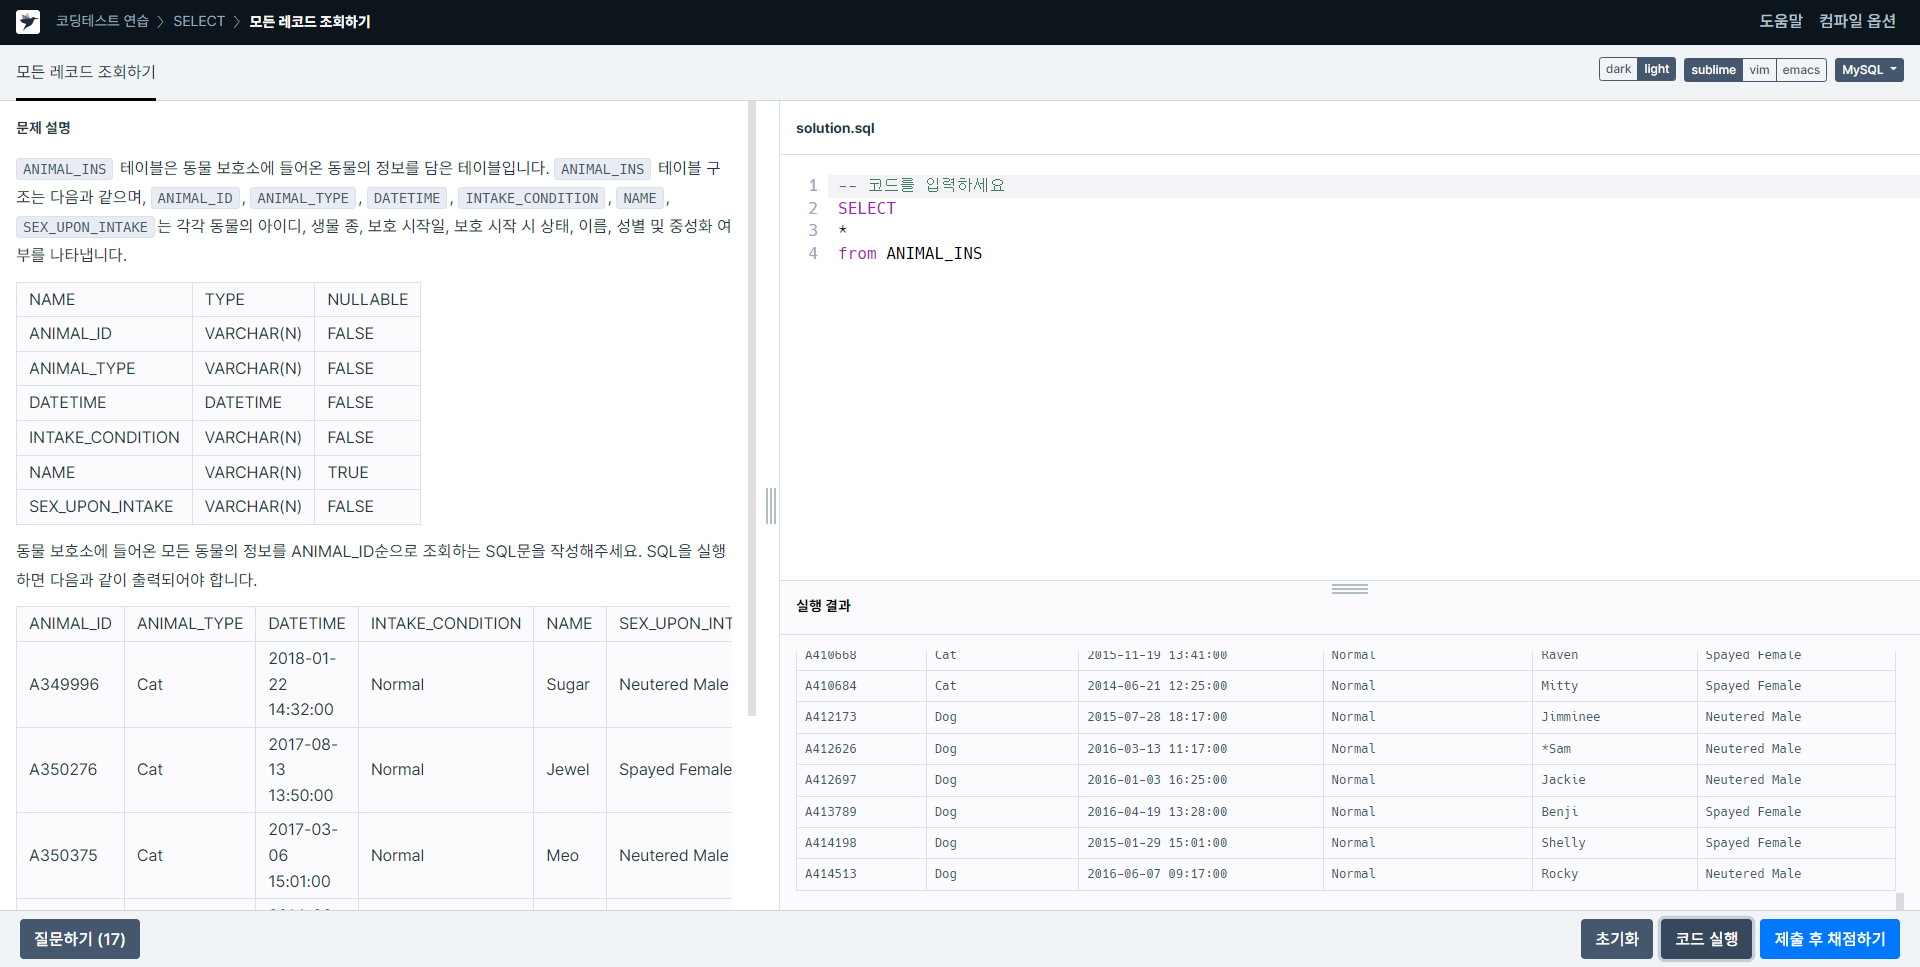 코딩테스트 연습 > SELECT > 모든 레코드 조회하기
도움말 컴파일 옵션
모든 레코드 조회하기
dark light sublime vim emacs MySQL
문제 설명
ANIMAL_INS 테이블은 동물 보호소에 들어온 동물의 정보를 담은 테이블입니다. ANIMAL_INS 테이블 구
조는 다음과 같으며, ANIMAL_ID, ANIMAL_TYPE, DATETIME, INTAKE_CONDITION, NAME,
SEX_UPON_INTAKE는 각각 동물의 아이디, 생물 종, 보호 시작일, 보호 시작 시 상태, 이름, 성별 및 중성화 여
부를 나타냅니다.
NAME TYPE NULLABLE
ANIMAL_ID VARCHAR(N) FALSE
ANIMAL_TYPE VARCHAR(N) FALSE
DATETIME DATETIME FALSE
INTAKE_CONDITION VARCHAR(N) FALSE
NAME VARCHAR(N) TRUE
SEX_UPON_INTAKE VARCHAR(N) FALSE
동물 보호소에 들어온 모든 동물의 정보를 ANIMAL_ID순으로 조회하는 SQL문을 작성해주세요. SQL을 실행
하면 다음과 같이 출력되어야 합니다.
ANIMAL_ID ANIMAL_TYPE DATETIME INTAKE_CONDITION NAME SEX_UPON_INT
A349996 Cat 2018-01-22 14:32:00 Normal Sugar Neutered Male
A350276 Cat 2017-08-13 13:50:00 Normal Jewel Spayed Female
A350375 Cat 2017-03-06 15:01:00 Normal Meo Neutered Male
solution.sql
1 -- 코드를 입력하세요
2 SELECT
3 *
4 from ANIMAL_INS
실행 결과
A410668 Cat 2015-11-19 13:41:00 Normal Raven Spayed Female
A410684 Cat 2014-06-21 12:25:00 Normal Mitty Spayed Female
A412173 Dog 2015-07-28 18:17:00 Normal Jimminee Neutered Male
A412626 Dog 2016-03-13 11:17:00 Normal *Sam Neutered Male
A412697 Dog 2016-01-03 16:25:00 Normal Jackie Neutered Male
A413789 Dog 2016-04-19 13:28:00 Normal Benji Spayed Female
A414198 Dog 2015-01-29 15:01:00 Normal Shelly Spayed Female
A414513 Dog 2016-06-07 09:17:00 Normal Rocky Neutered Male
질문하기 (17)
초기화 코드 실행 제출 후 채점하기